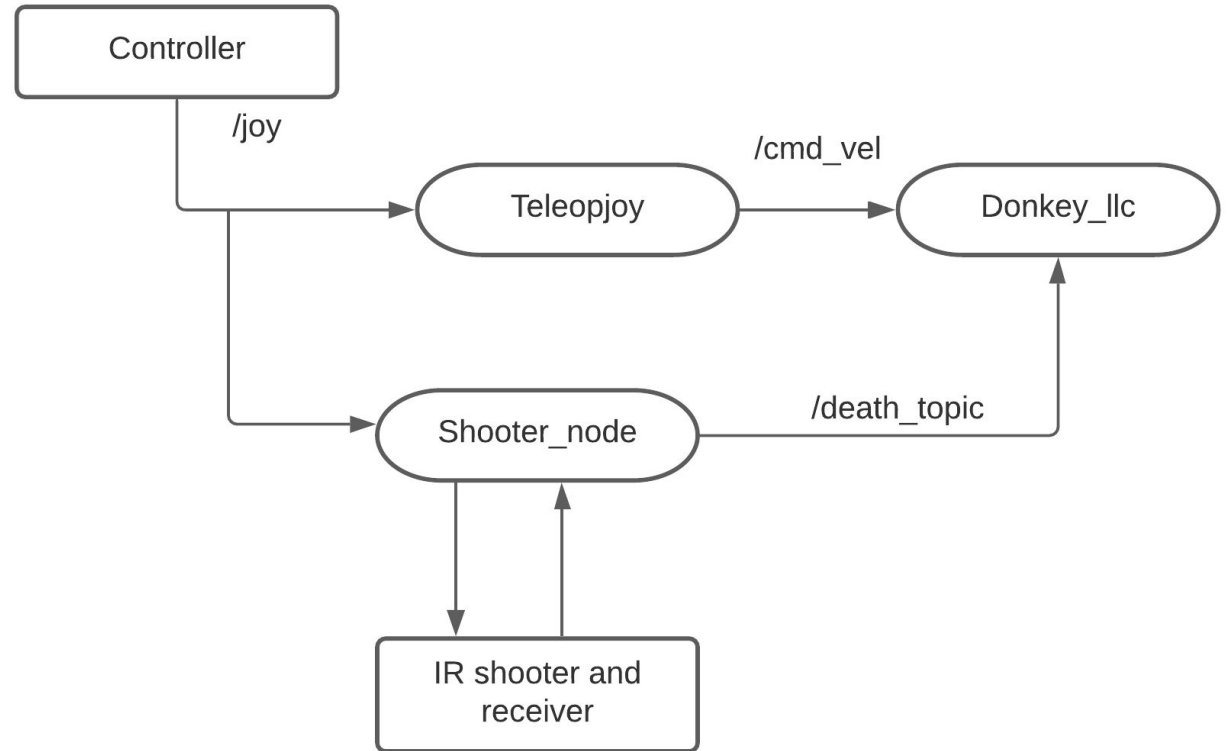 Controller
/joy
/cmd_vel
Teleopjoy
Donkey_llc
/death_topic
Shooter_node
IR shooter and
receiver